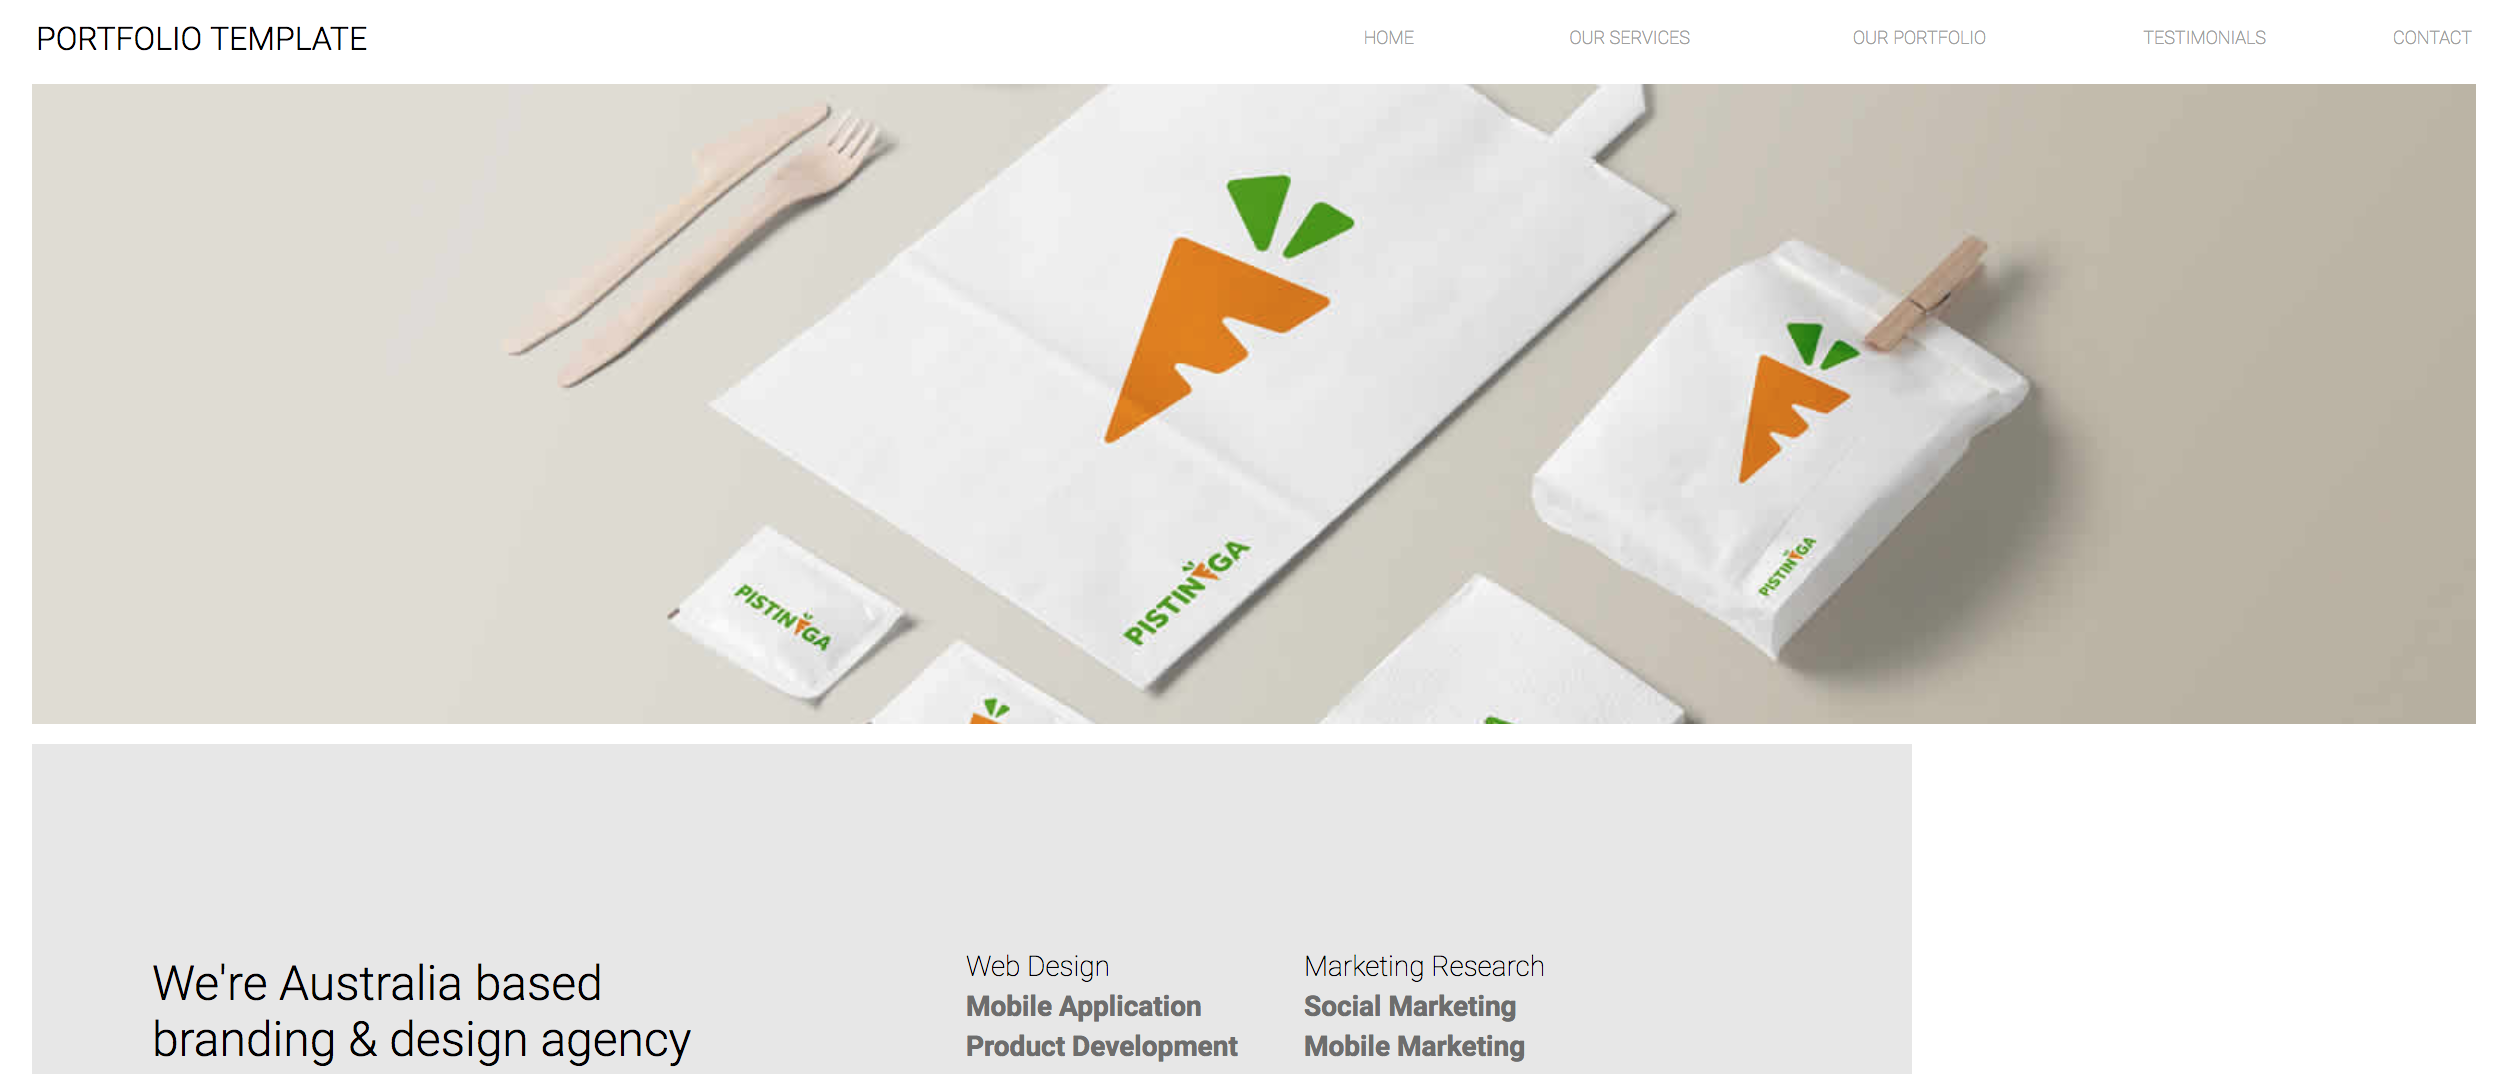 PORTFOLIO TEMPLATE
HOME
OUR SERVICES
OUR PORTFOLIO
TESTIMONIALS
CONTACT
PISTINGA
PISTINGA
PISTINGA
We're Australia based
branding & design agency
Web Design
Mobile Application
Product Development
Marketing Research
Social Marketing
Mobile Marketing